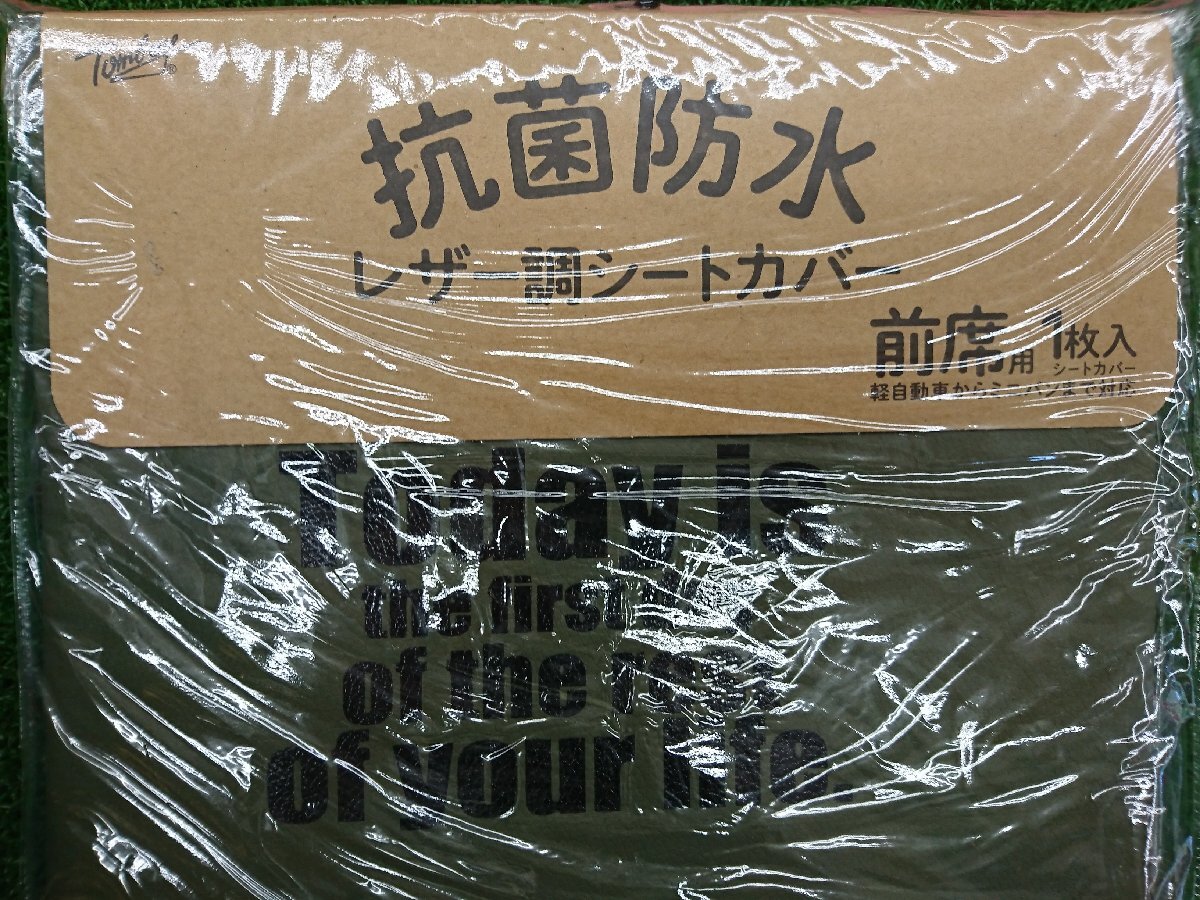 抗菌防水
レザー調シートカバー
前席用 1枚入
シートカバー
軽自動車からミニバンまで対応
Today is
the first
of the
of your life.